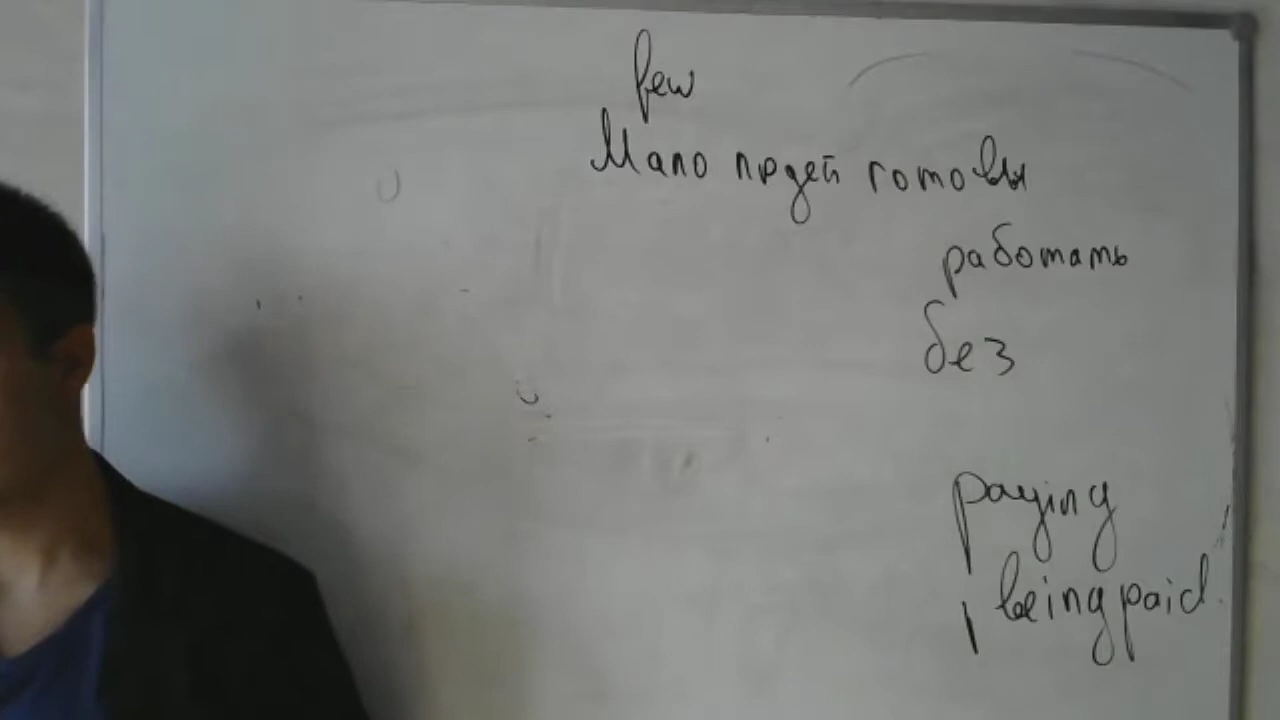 few
Мало людей готовы
работать
без
paying
being paid